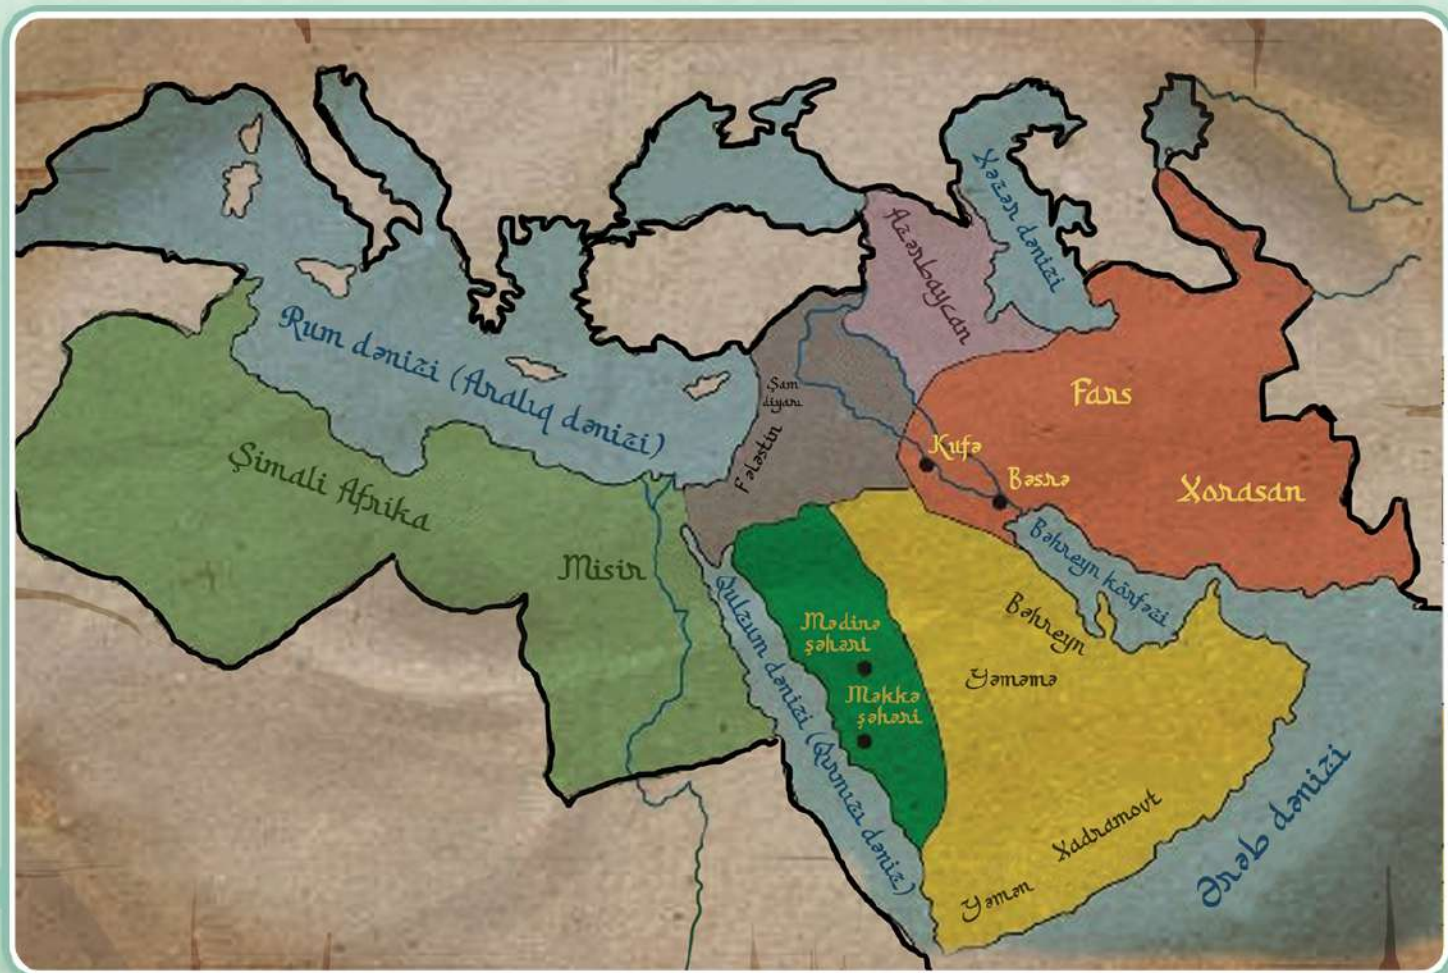 Xəzər dənizi
Azərbaycan
Rum dənizi (Aralıq dənizi)
Şam
diyarı
Fələstin
Fars
Kufə
Bəsrə
Xorasan
Şimali Afrika
Misir
Bəhreyn körfəzi
Qulzum dənizi (Qırmızı dəniz)
Mədinə
şəhəri
Məkkə
şəhəri
Bəhreyn
Yəmamə
Xadramovt
Yəmən
Ərəb dənizi